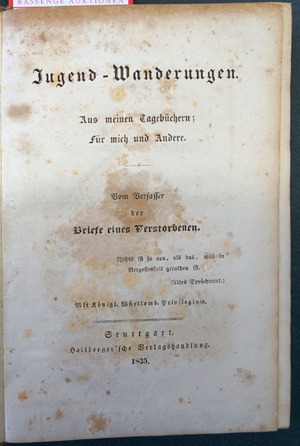 BASSENGE AUKTIONEN
Jugend-Wanderungen.
Aus meinen Tagebüchern;
Für mich und Andere.
Vom Verfasser
der
Briefe eines Verstorbenen.
Nichts ist so neu, als das, was in
Vergessenheit gerathen ist.
(Altes Sprüchwort.)
Mit Königl. Würtemb. Privilegium.
Stuttgart.
Hallberger'sche Verlagshandlung.
1835.